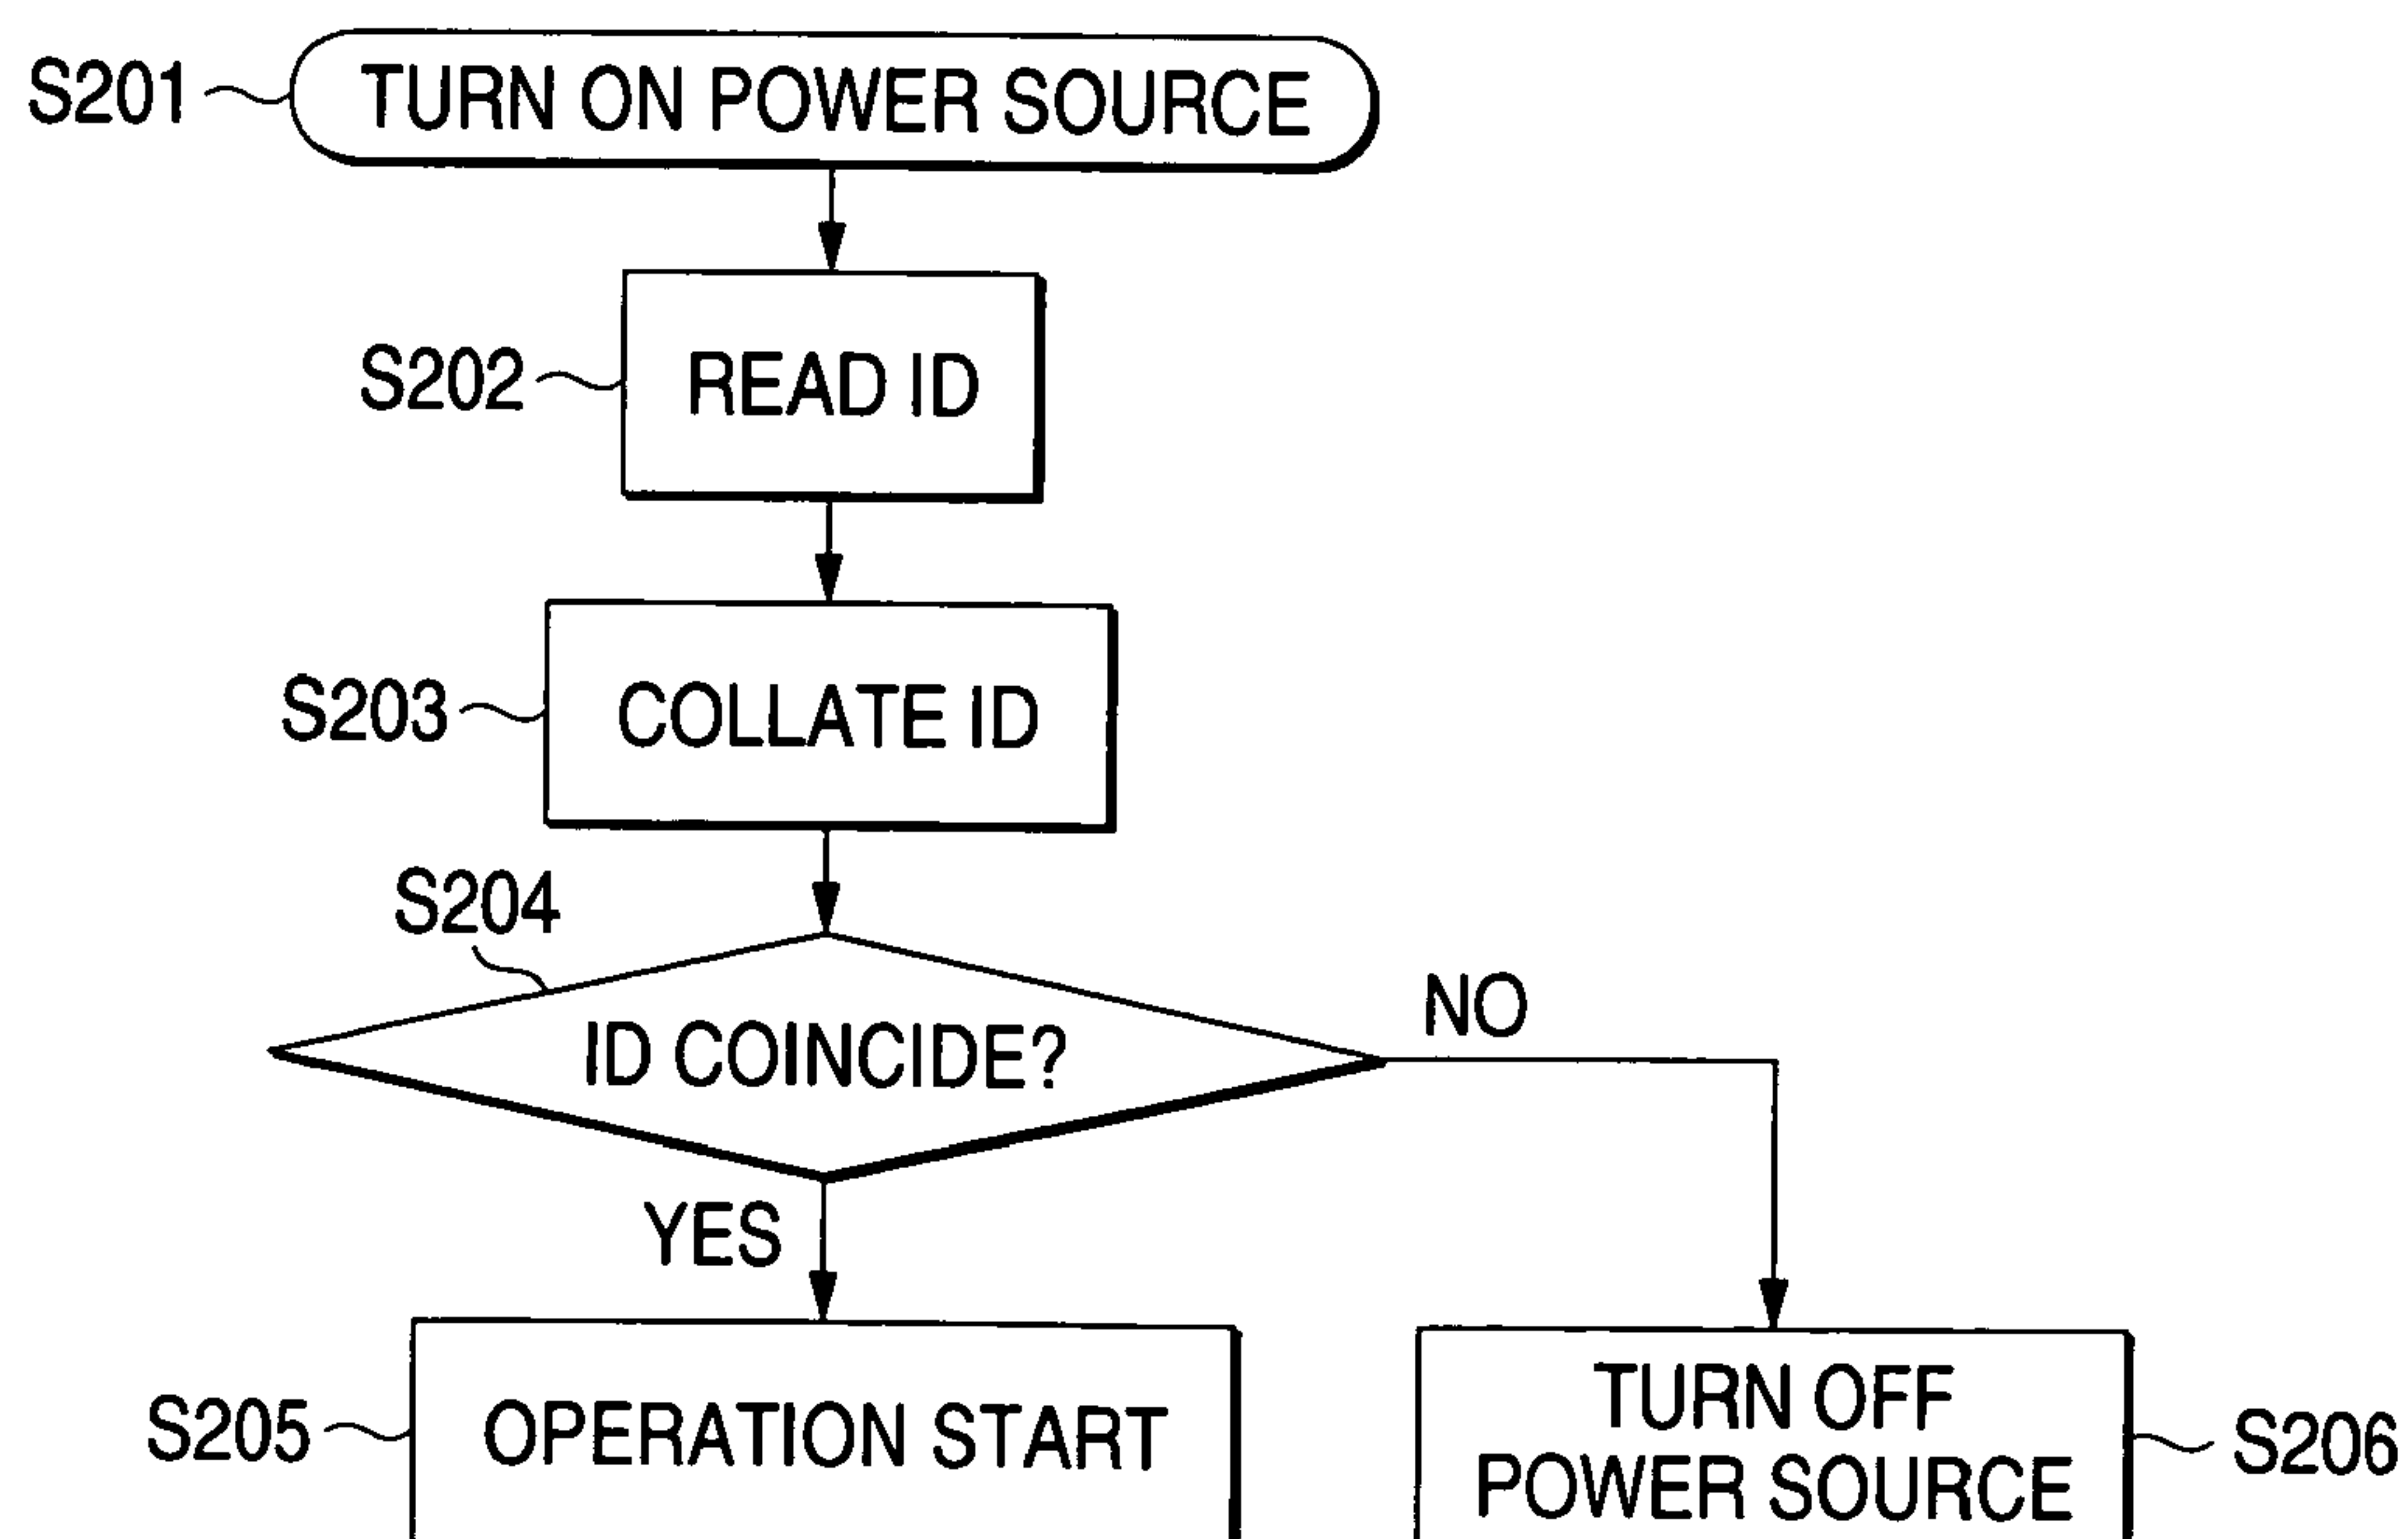 S201
TURN ON POWER SOURCE
S202
READ ID
S203
COLLATE ID
S204
ID COINCIDE?
NO
YES
S205
OPERATION START
TURN OFF
POWER SOURCE
S206